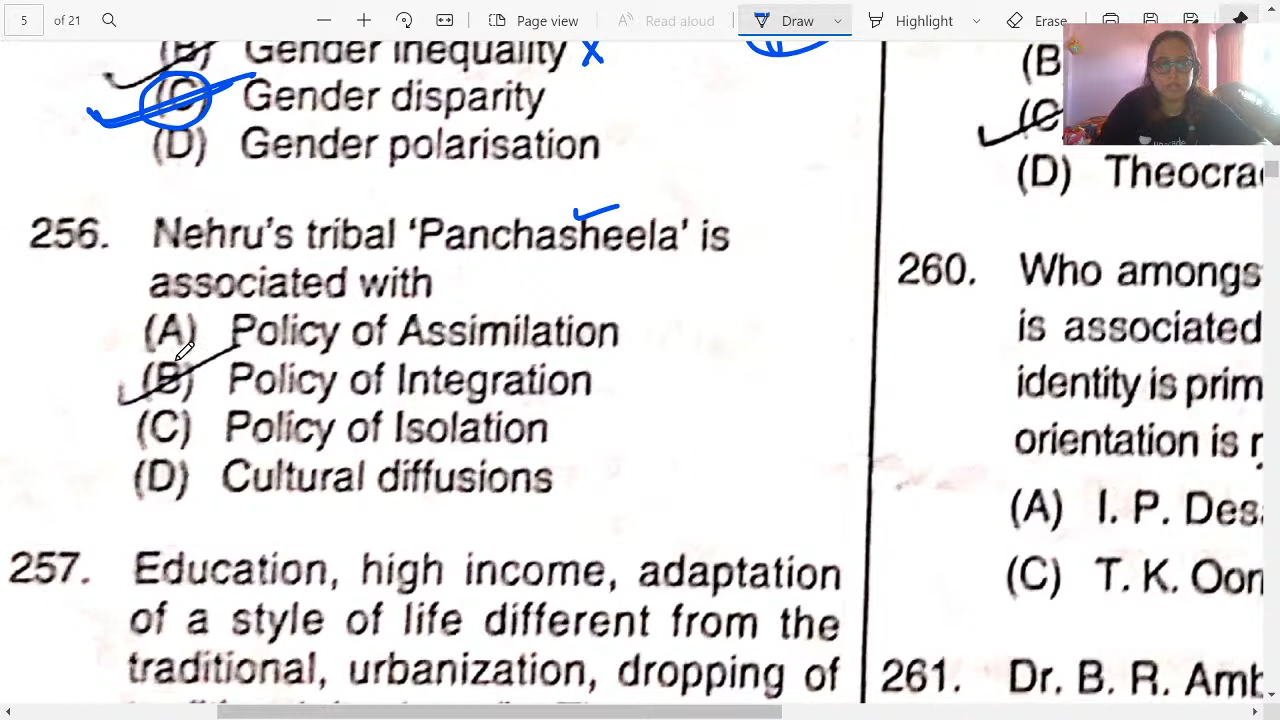 5 of 21
Page view
Read aloud
Draw
Highlight
Erase
(B) Gender inequality
(C) Gender disparity
(D) Gender polarisation
256. Nehru's tribal 'Panchasheela' is
associated with
(A) Policy of Assimilation
(B) Policy of Integration
(C) Policy of Isolation
(D) Cultural diffusions
257. Education, high income, adaptation
of a style of life different from the
traditional, urbanization, dropping of
(B
(C
(D) Theocra
260. Who amongs
is associated
identity is prim
orientation is
(A) I. P. Des
(C) T. K. Oon
261. Dr. B. R. Amb